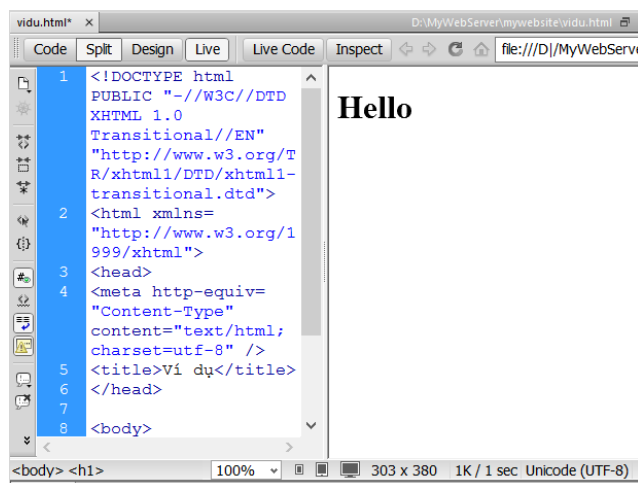 vidu.html* × D:\MyWebServer\mywebsite\vidu.html
Code Split Design Live Live Code Inspect file:///D|/MyWebServe
1 <!DOCTYPE html
PUBLIC "-//W3C//DTD
XHTML 1.0
Transitional//EN"
"http://www.w3.org/T
R/xhtml1/DTD/xhtml1-
transitional.dtd">
2 <html xmlns=
"http://www.w3.org/1
999/xhtml">
3 <head>
4 <meta http-equiv=
"Content-Type"
content="text/html;
charset=utf-8" />
5 <title>Ví dụ</title>
6 </head>
7
8 <body>
Hello
<body> <h1> 100% 303 x 380 1K / 1 sec Unicode (UTF-8)